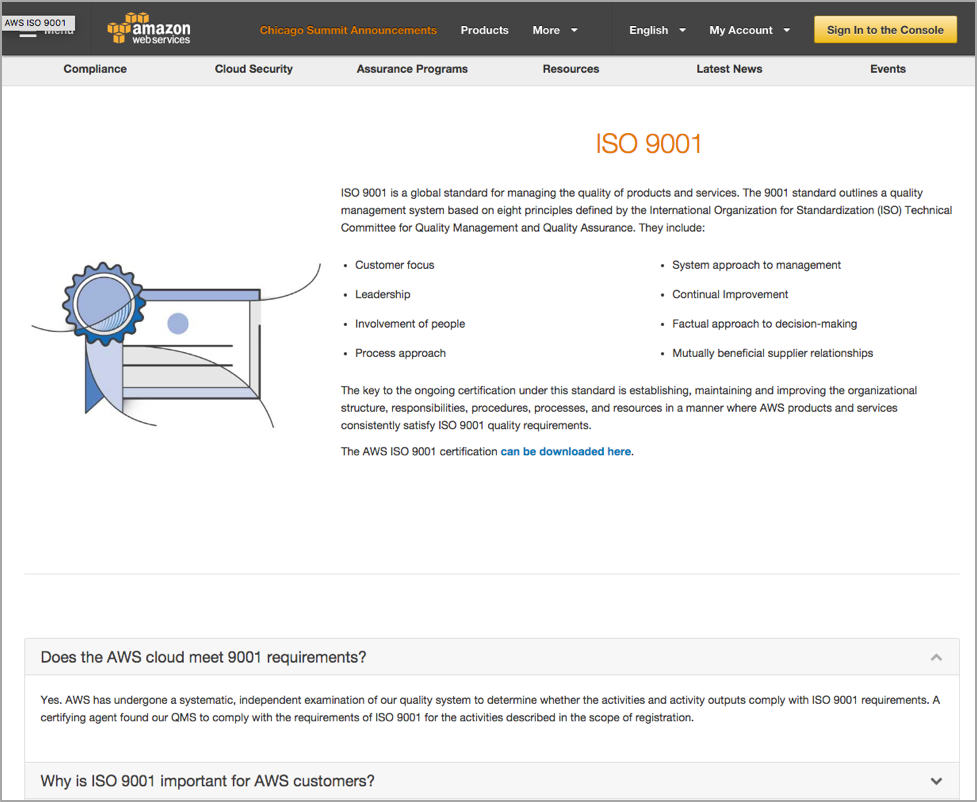 AWS ISO 9001
Menu
amazon
web services
Chicago Summit Announcements Products More English My Account Sign In to the Console
Compliance Cloud Security Assurance Programs Resources Latest News Events
ISO 9001
ISO 9001 is a global standard for managing the quality of products and services. The 9001 standard outlines a quality
management system based on eight principles defined by the International Organization for Standardization (ISO) Technical
Committee for Quality Management and Quality Assurance. They include:
• Customer focus
• Leadership
• Involvement of people
• Process approach
• System approach to management
• Continual Improvement
• Factual approach to decision-making
• Mutually beneficial supplier relationships
The key to the ongoing certification under this standard is establishing, maintaining and improving the organizational
structure, responsibilities, procedures, processes, and resources in a manner where AWS products and services
consistently satisfy ISO 9001 quality requirements.
The AWS ISO 9001 certification can be downloaded here.
Does the AWS cloud meet 9001 requirements?
Yes. AWS has undergone a systematic, independent examination of our quality system to determine whether the activities and activity outputs comply with ISO 9001 requirements. A
certifying agent found our QMS to comply with the requirements of ISO 9001 for the activities described in the scope of registration.
Why is ISO 9001 important for AWS customers?